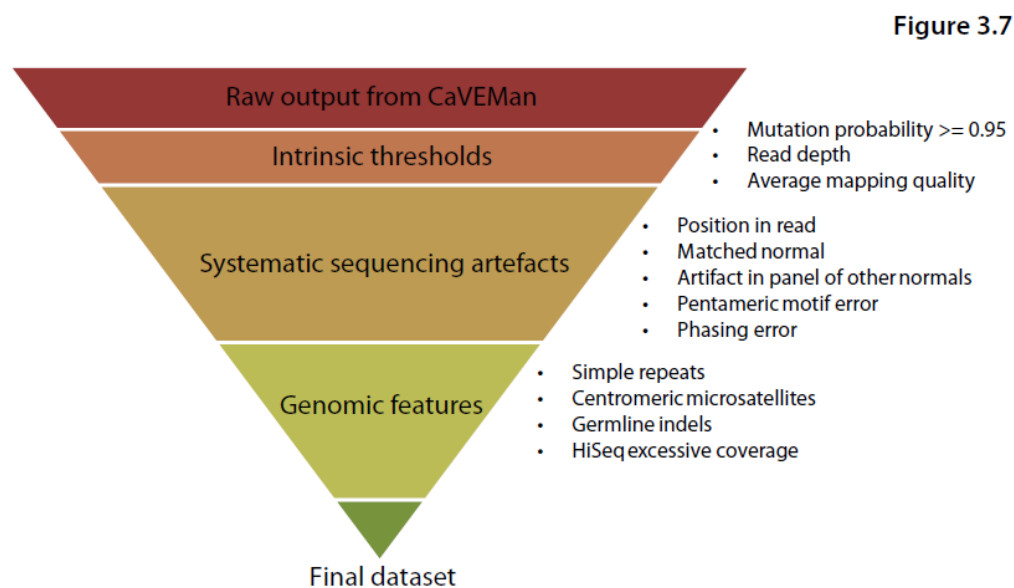 Figure 3.7
Raw output from CaVEMan
Intrinsic thresholds
• Mutation probability >= 0.95
• Read depth
• Average mapping quality
Systematic sequencing artefacts
• Position in read
• Matched normal
• Artifact in panel of other normals
• Pentameric motif error
• Phasing error
Genomic features
• Simple repeats
• Centromeric microsatellites
• Germline indels
• HiSeq excessive coverage
Final dataset